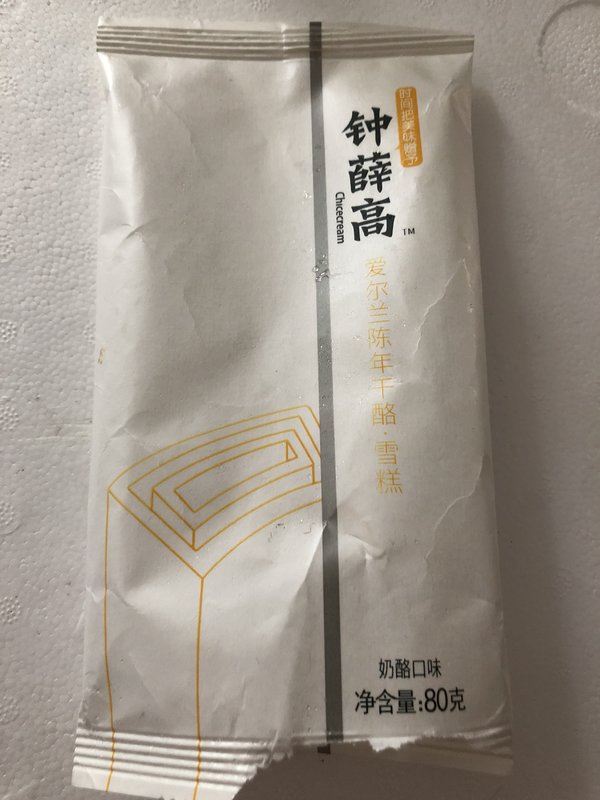 时间把美味赠予
钟薛高
Chicecream
TM
爱尔兰陈年干酪·雪糕
奶酪口味
净含量:80克